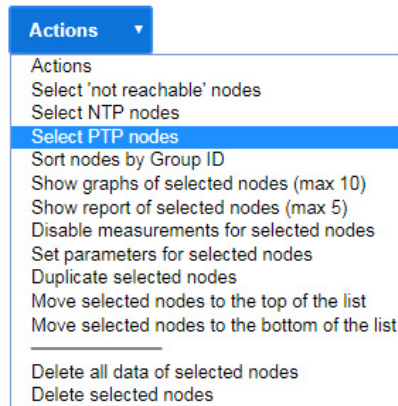 Actions
Actions
Select 'not reachable' nodes
Select NTP nodes
Select PTP nodes
Sort nodes by Group ID
Show graphs of selected nodes (max 10)
Show report of selected nodes (max 5)
Disable measurements for selected nodes
Set parameters for selected nodes
Duplicate selected nodes
Move selected nodes to the top of the list
Move selected nodes to the bottom of the list
Delete all data of selected nodes
Delete selected nodes